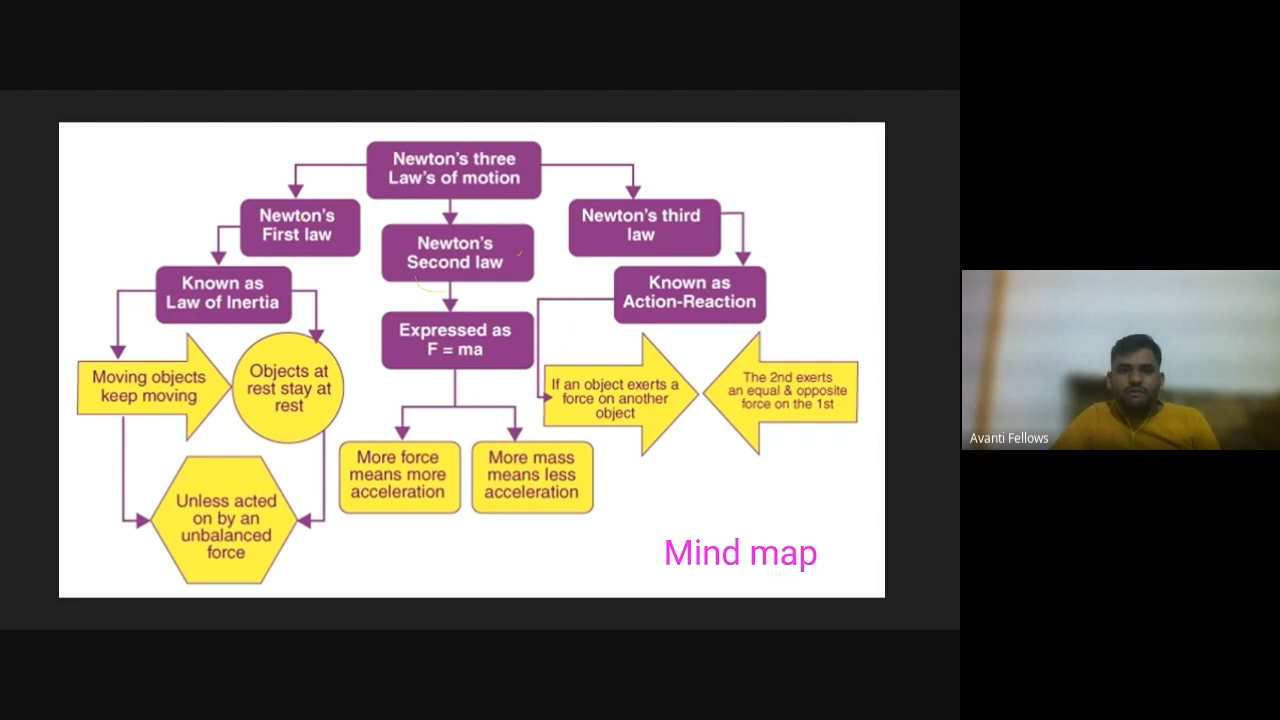 Newton's three
Law's of motion
Newton's
First law
Newton's
Second law
Newton's third
law
Known as
Law of Inertia
Expressed as
F = ma
Known as
Action-Reaction
Moving objects
keep moving
Objects at
rest stay at
rest
If an object exerts a
force on another
object
The 2nd exerts
an equal & opposite
force on the 1st
More force
means more
acceleration
More mass
means less
acceleration
Unless acted
on by an
unbalanced
force
Mind map
Avanti Fellows